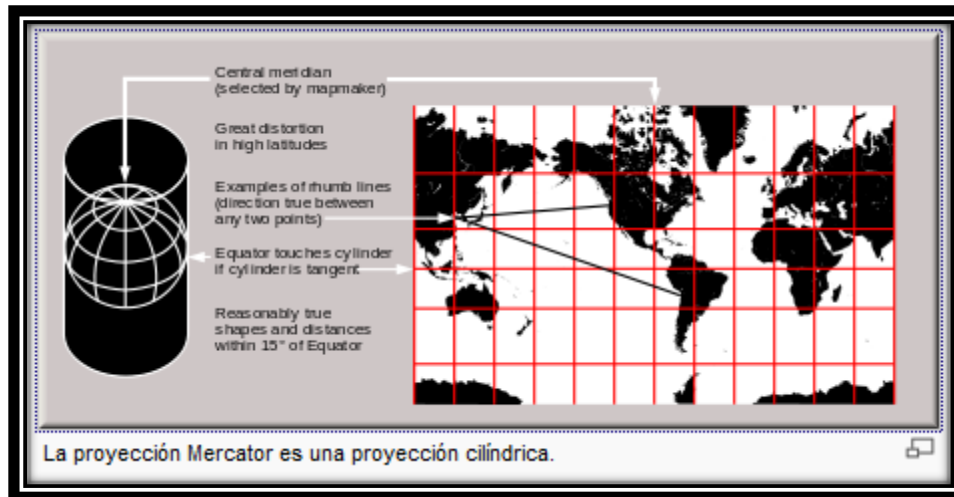 Central meridian
(selected by mapmaker)
Great distortion
in high latitudes
Examples of rhumb lines
(direction true between
any two points)
Equator touches cylinder
if cylinder is tangent
Reasonably true
shapes and distances
within 15° of Equator
La proyección Mercator es una proyección cilíndrica.